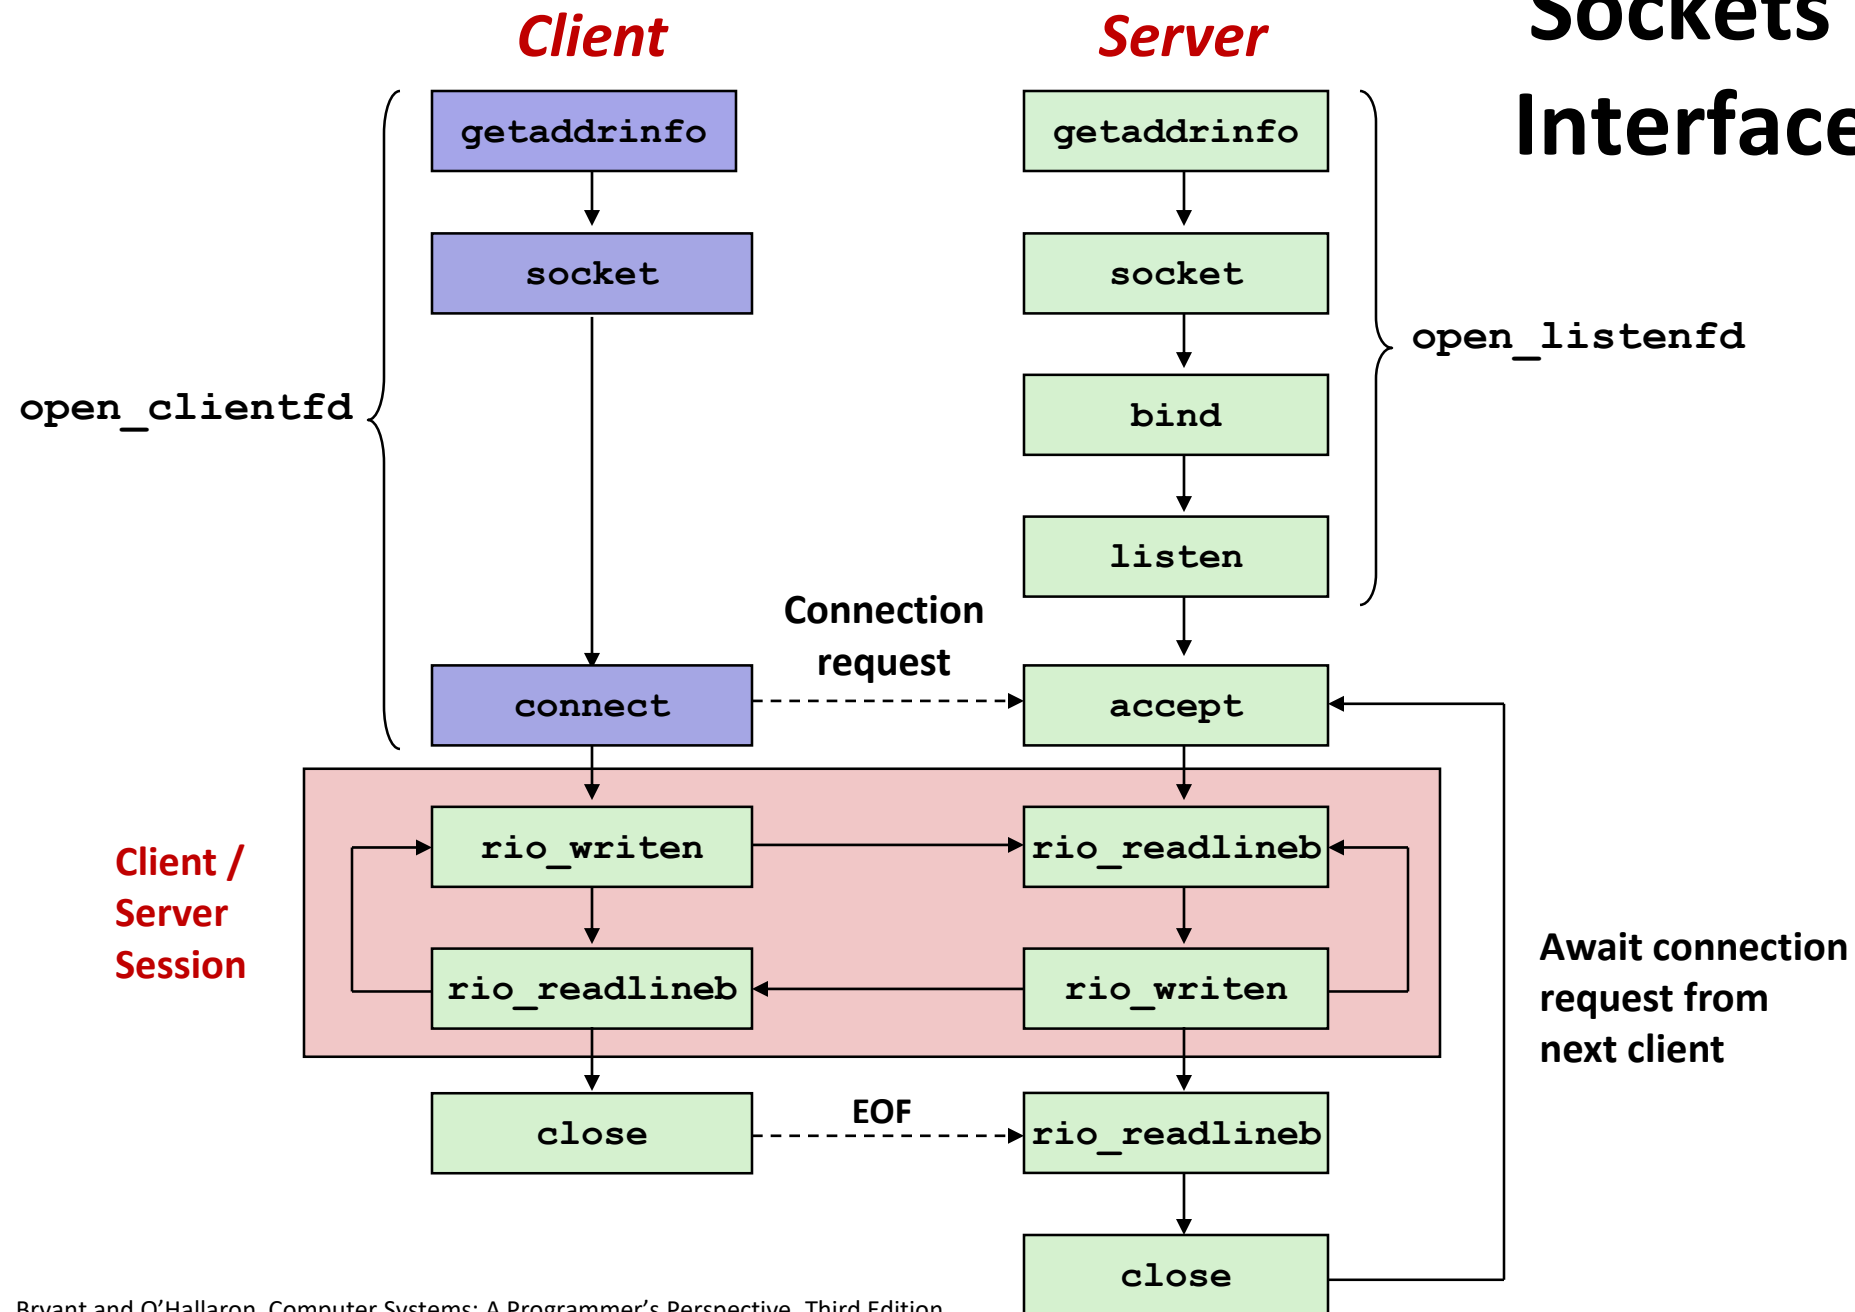 Client
Server
Sockets
Interface
getaddrinfo
getaddrinfo
socket
socket
open_listenfd
open_clientfd
bind
listen
Connection
request
connect
accept
Client /
Server
Session
rio_writen
rio_readlineb
rio_readlineb
rio_writen
Await connection
request from
next client
close
EOF
rio_readlineb
close
Bryant and O'Hallaron, Computer Systems: A Programmer's Perspective, Third Edition